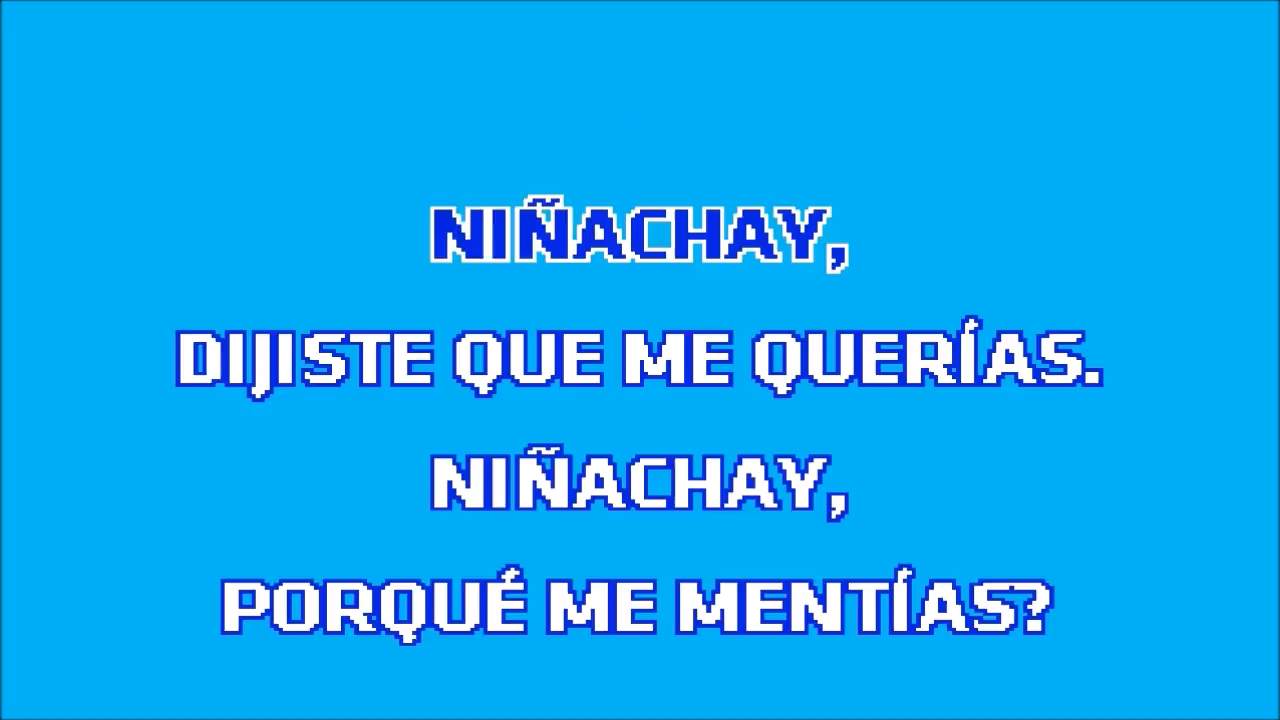 NIÑACHAY,
DIJISTE QUE ME QUERÍAS.
NIÑACHAY,
PORQUÉ ME MENTÍAS?